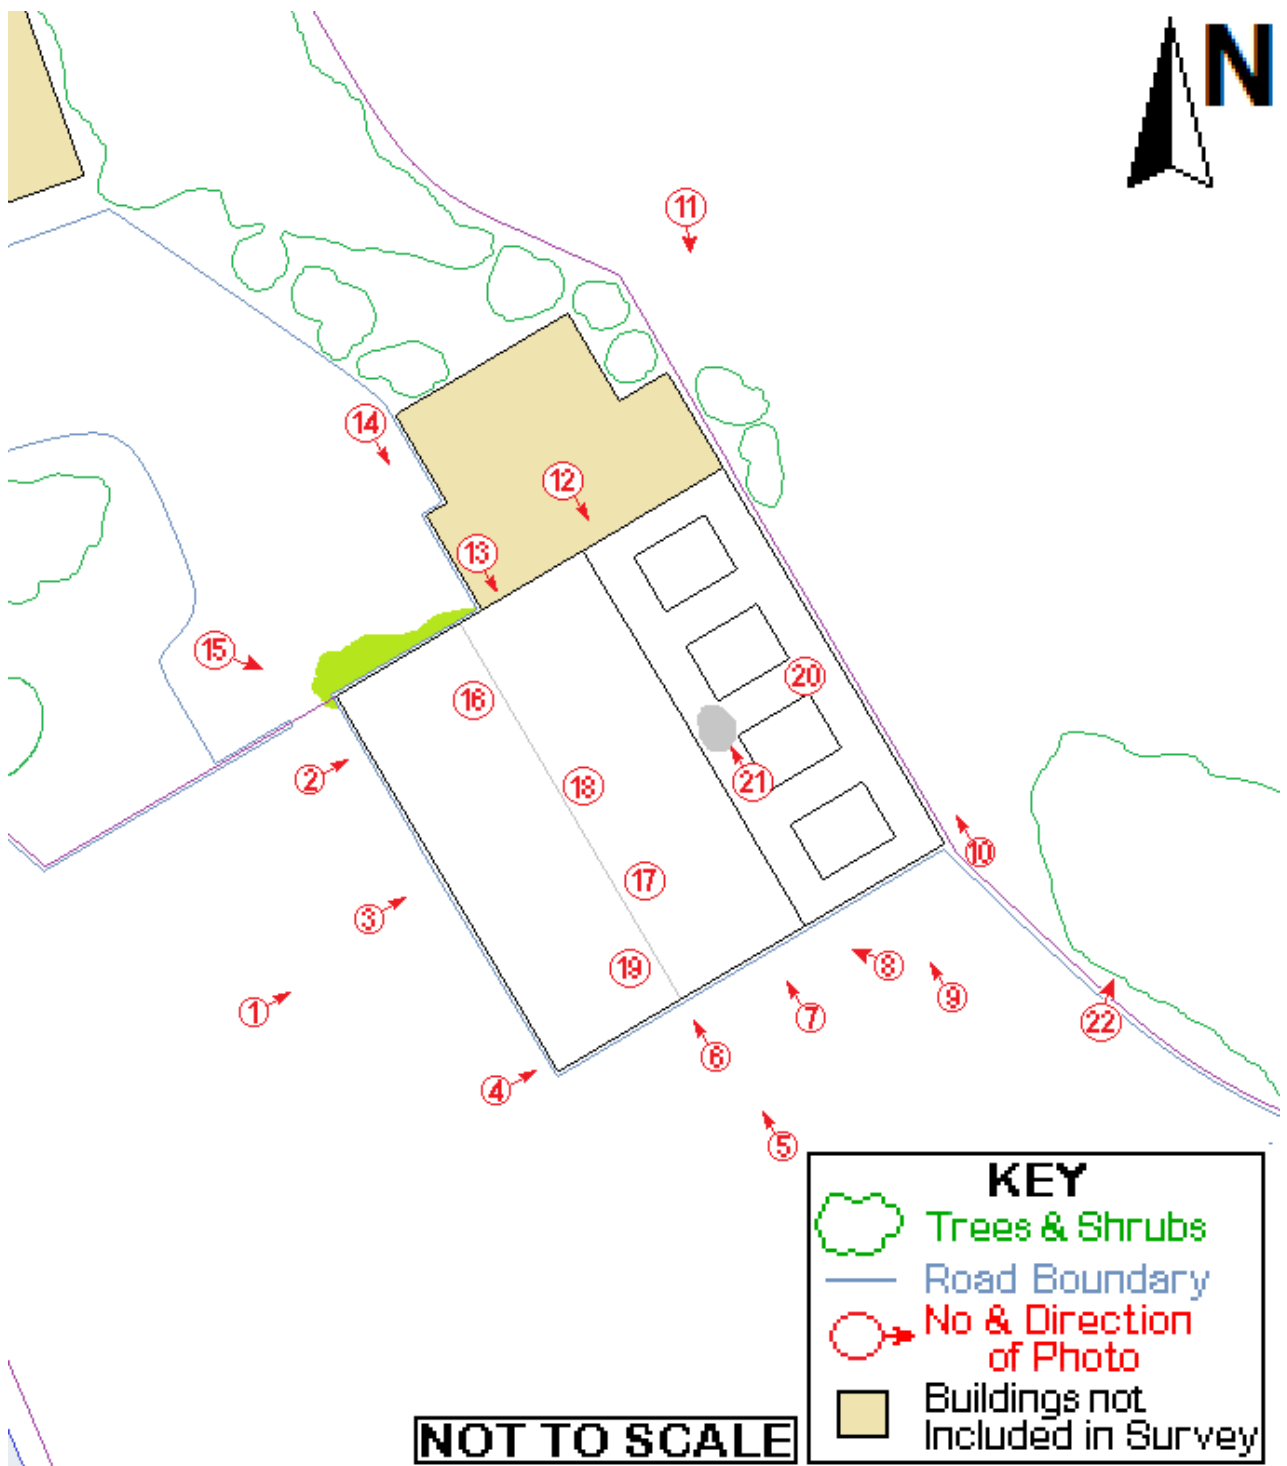 N
11
14
12
13
15
16
20
2
18
21
17
10
3
19
8
9
1
7
22
6
4
5
KEY
Trees & Shrubs
Road Boundary
No & Direction
of Photo
Buildings not
Included in Survey
NOT TO SCALE